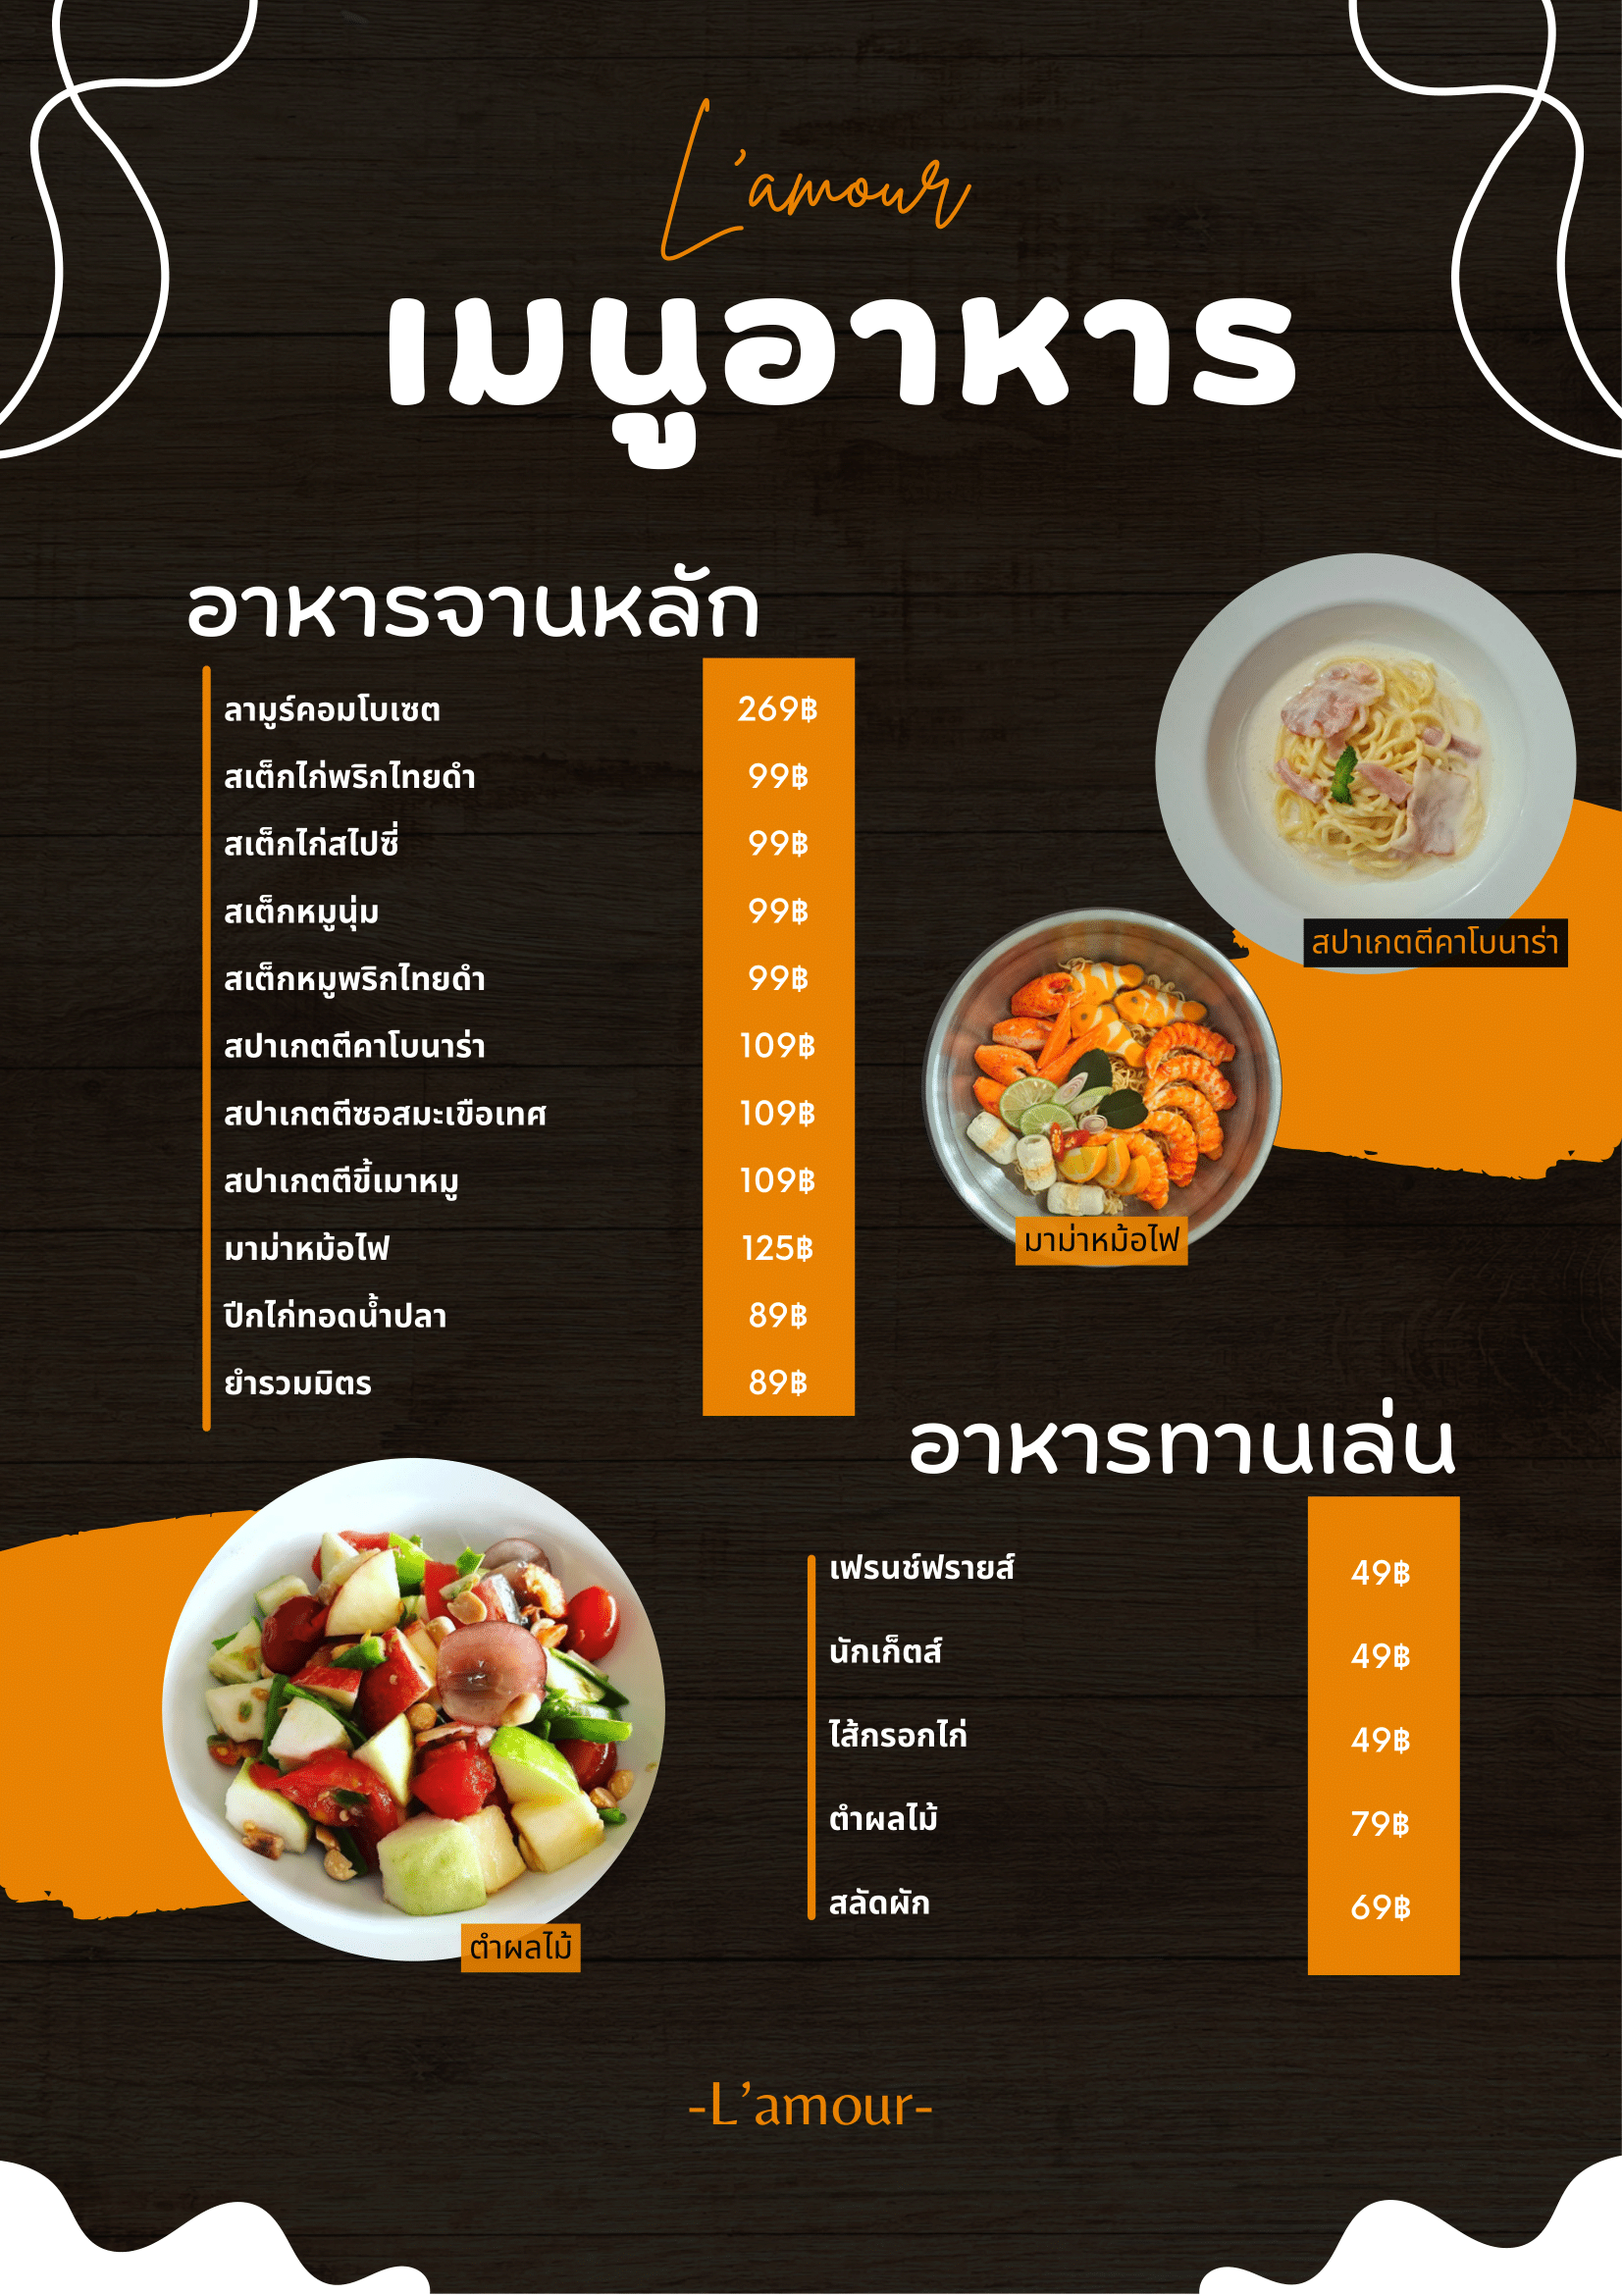 L'amour
เมนูอาหาร
อาหารจานหลัก
ลามูร์คอมโบเซต 269฿
สเต็กไก่พริกไทยดำ 99฿
สเต็กไก่สไปซี่ 99฿
สเต็กหมูนุ่ม 99฿
สเต็กหมูพริกไทยดำ 99฿
สปาเกตตีคาโบนาร่า 109฿
สปาเกตตีซอสมะเขือเทศ 109฿
สปาเกตตีขี้เมาหมู 109฿
มาม่าหม้อไฟ 125฿
ปีกไก่ทอดน้ำปลา 89฿
ยำรวมมิตร 89฿
สปาเกตตีคาโบนาร่า
มาม่าหม้อไฟ
อาหารทานเล่น
เฟรนช์ฟรายส์ 49฿
นักเก็ตส์ 49฿
ไส้กรอกไก่ 49฿
ตำผลไม้ 79฿
สลัดผัก 69฿
ตำผลไม้
-L'amour-